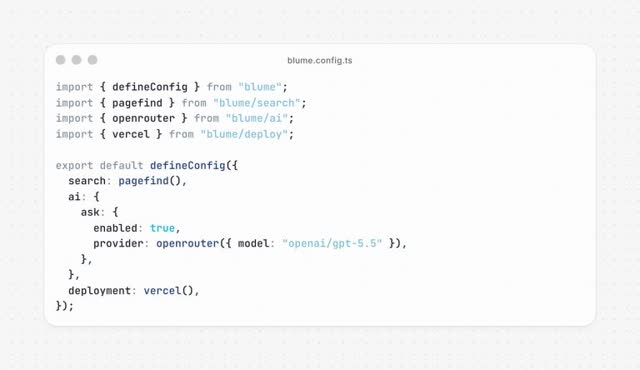 blume.config.ts
import { defineConfig } from "blume";
import { pagefind } from "blume/search";
import { openrouter } from "blume/ai";
import { vercel } from "blume/deploy";

export default defineConfig({
  search: pagefind(),
  ai: {
    ask: {
      enabled: true,
      provider: openrouter({ model: "openai/gpt-5.5" }),
    },
  },
  deployment: vercel(),
});